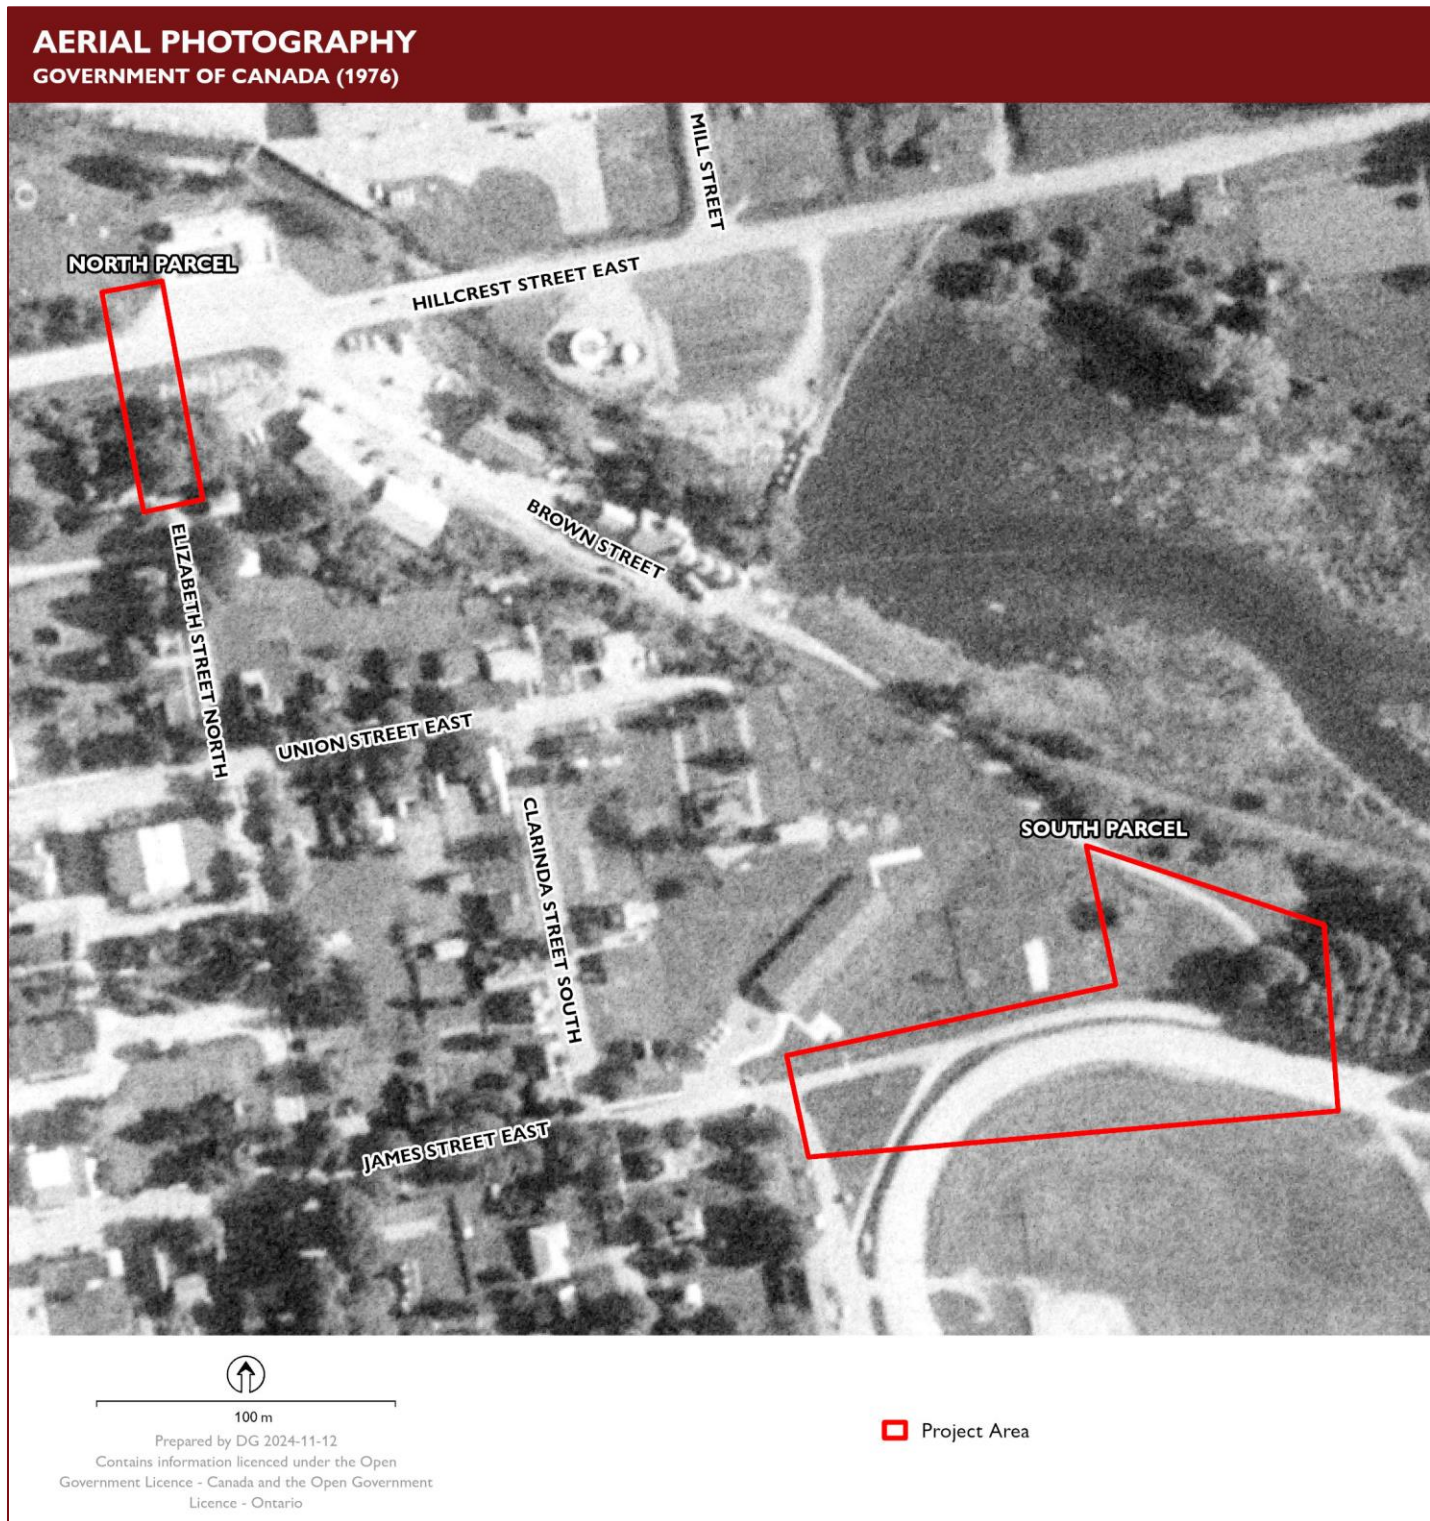 AERIAL PHOTOGRAPHY
GOVERNMENT OF CANADA (1976)
MILL STREET
NORTH PARCEL
HILLCREST STREET EAST
BROWN STREET
ELIZABETH STREET NORTH
UNION STREET EAST
CLARINDA STREET SOUTH
SOUTH PARCEL
JAMES STREET EAST
100 m
Prepared by DG 2024-11-12
Contains information licenced under the Open
Government Licence - Canada and the Open Government
Licence - Ontario
Project Area